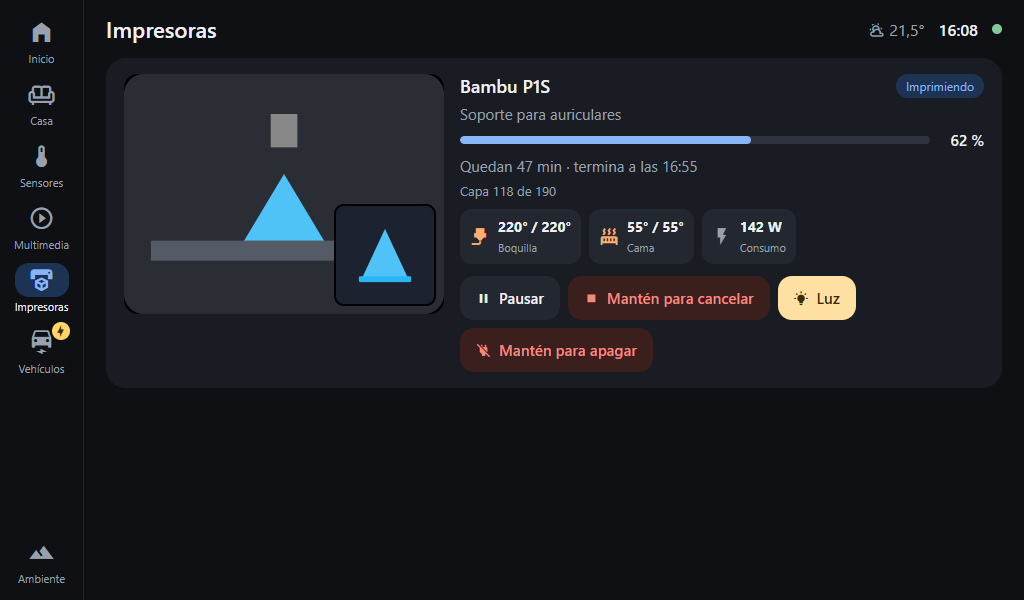 Impresoras
21,5°
16:08
Inicio
Casa
Sensores
Multimedia
Impresoras
Vehículos
Ambiente
Bambu P1S
Imprimiendo
Soporte para auriculares
62 %
Quedan 47 min · termina a las 16:55
Capa 118 de 190
220° / 220°
Boquilla
55° / 55°
Cama
142 W
Consumo
Pausar
Mantén para cancelar
Luz
Mantén para apagar